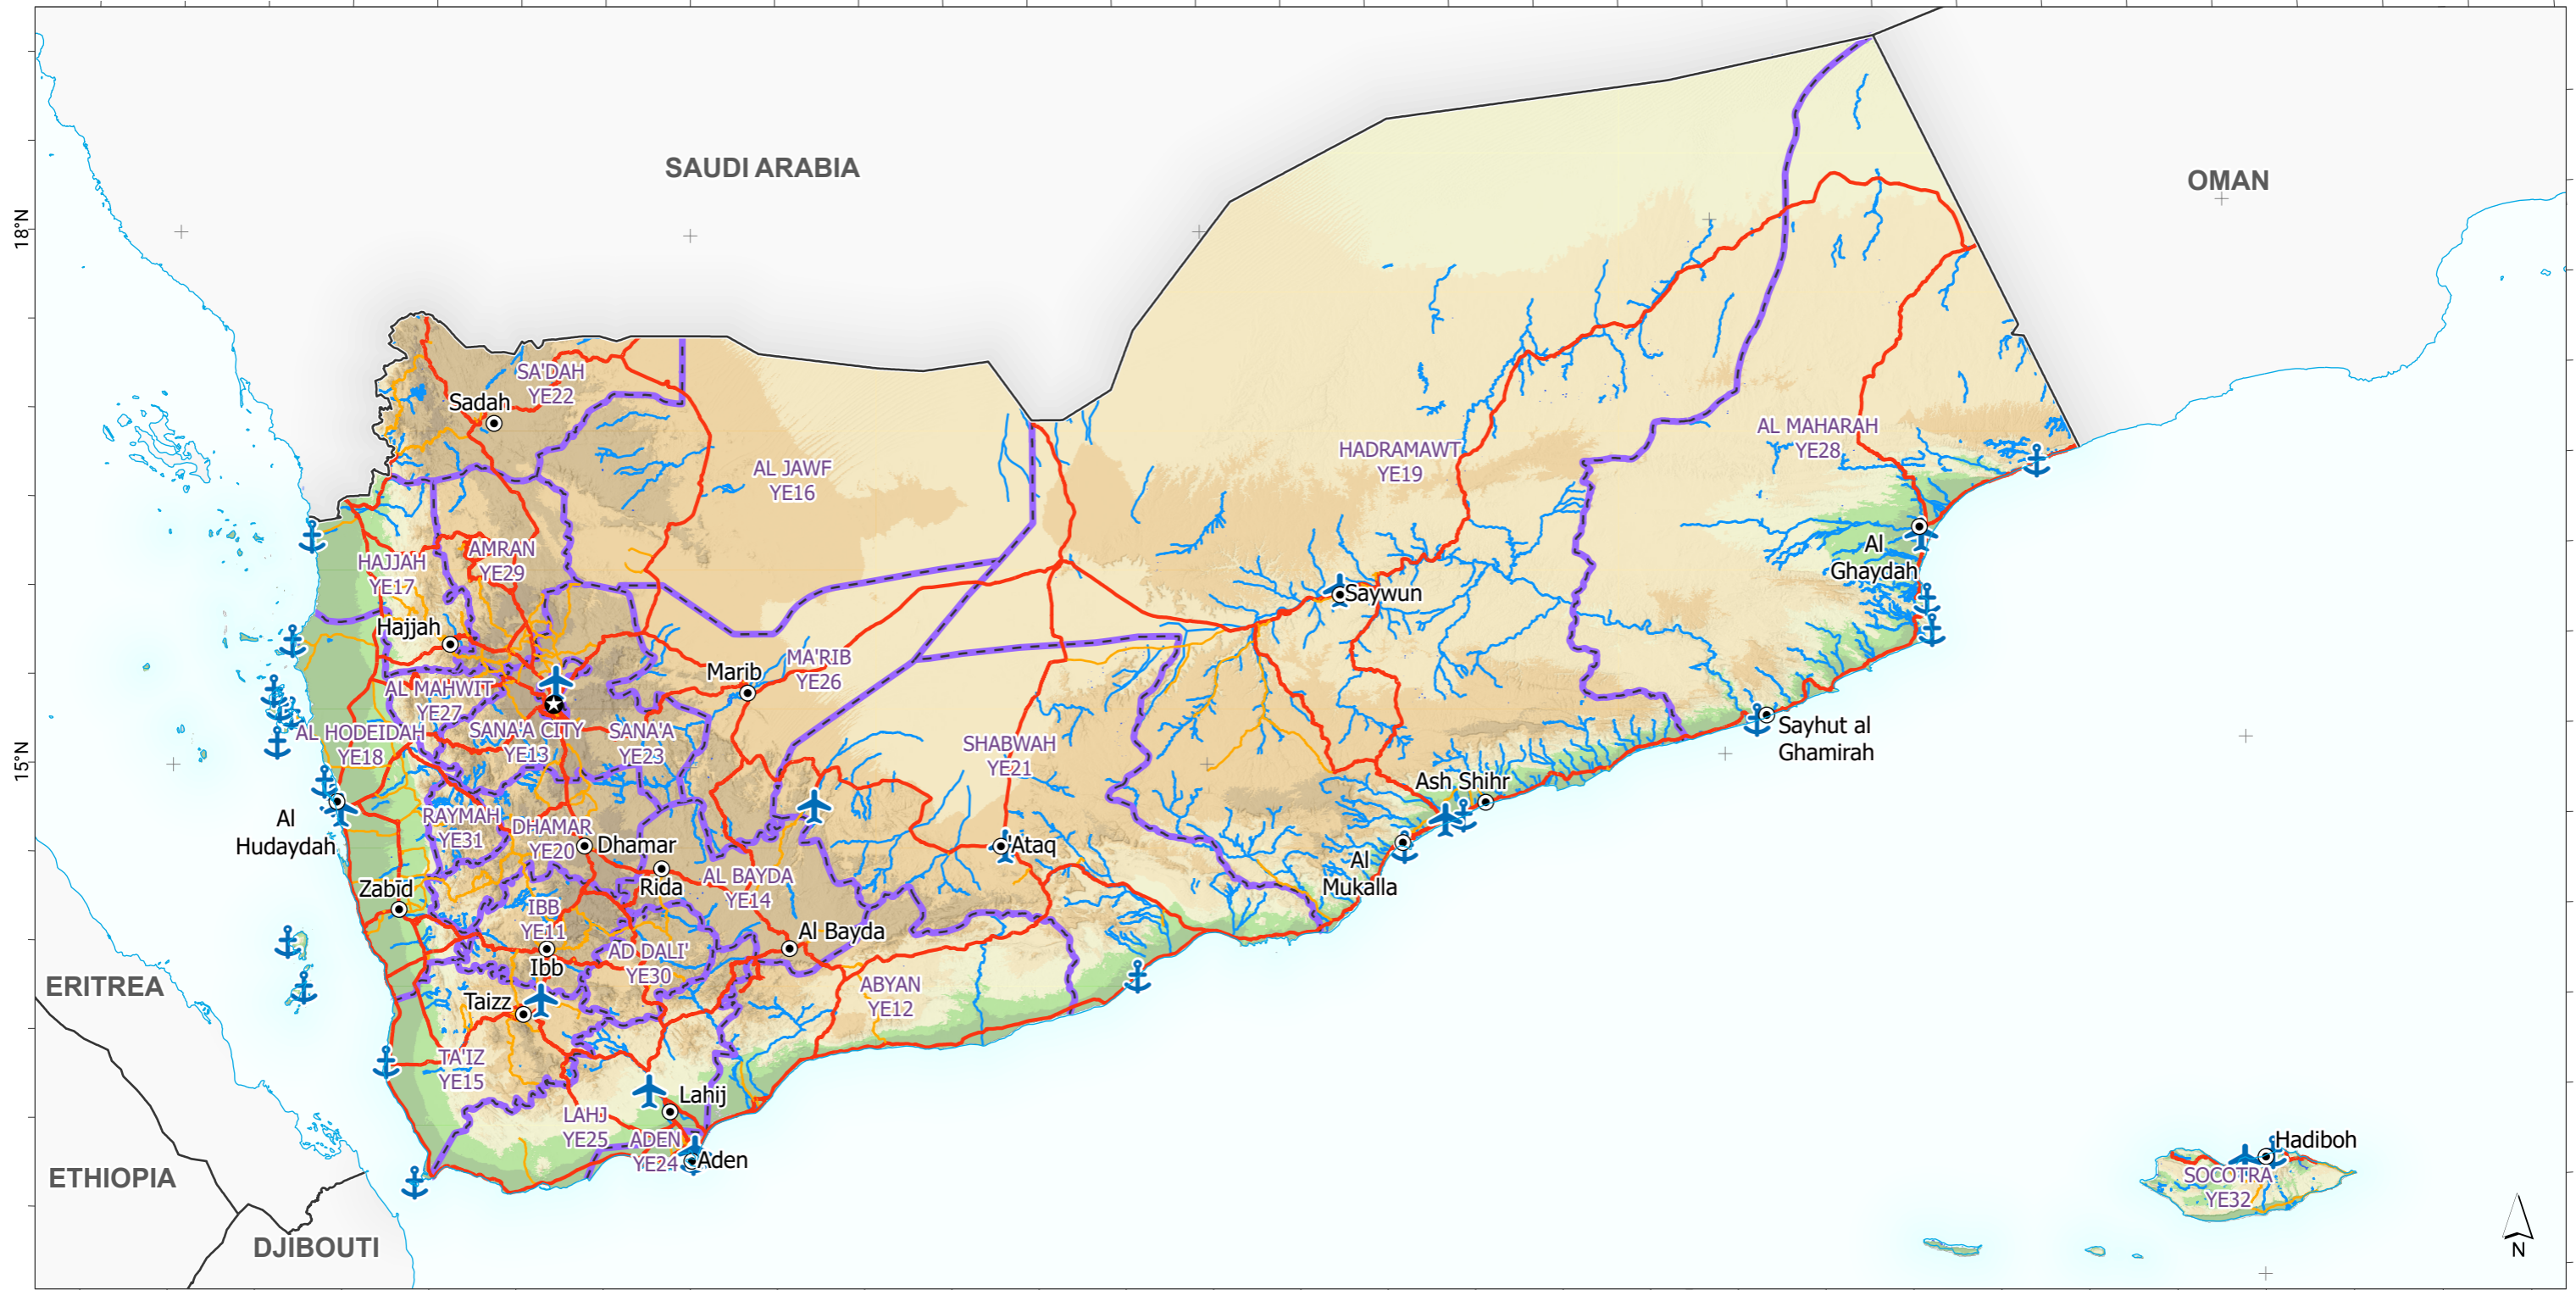 SAUDI ARABIA
OMAN
18°N
15°N
SA'DAH
YE22
Sadah
AL JAWF
YE16
HADRAMAWT
YE19
AL MAHARAH
YE28
HAJJAH
YE17
AMRAN
YE29
Al
Ghaydah
Hajjah
Saywun
Marib
MA'RIB
YE26
AL MAHWIT
YE27
AL HODEIDAH
YE18
SANA'A CITY
YE13
SANA'A
YE23
SHABWAH
YE21
Sayhut al
Ghamirah
Ash Shihr
Al
Hudaydah
RAYMAH
YE31
DHAMAR
YE20
Dhamar
'Ataq
Al
Mukalla
Rida
AL BAYDA
YE14
Zabid
IBB
YE11
Ibb
Al Bayda
AD DALI'
YE30
ERITREA
Taizz
ABYAN
YE12
TA'IZ
YE15
Lahij
LAHJ
YE25
ADEN
YE24
Aden
ETHIOPIA
DJIBOUTI
Hadiboh
SOCOTRA
YE32
N